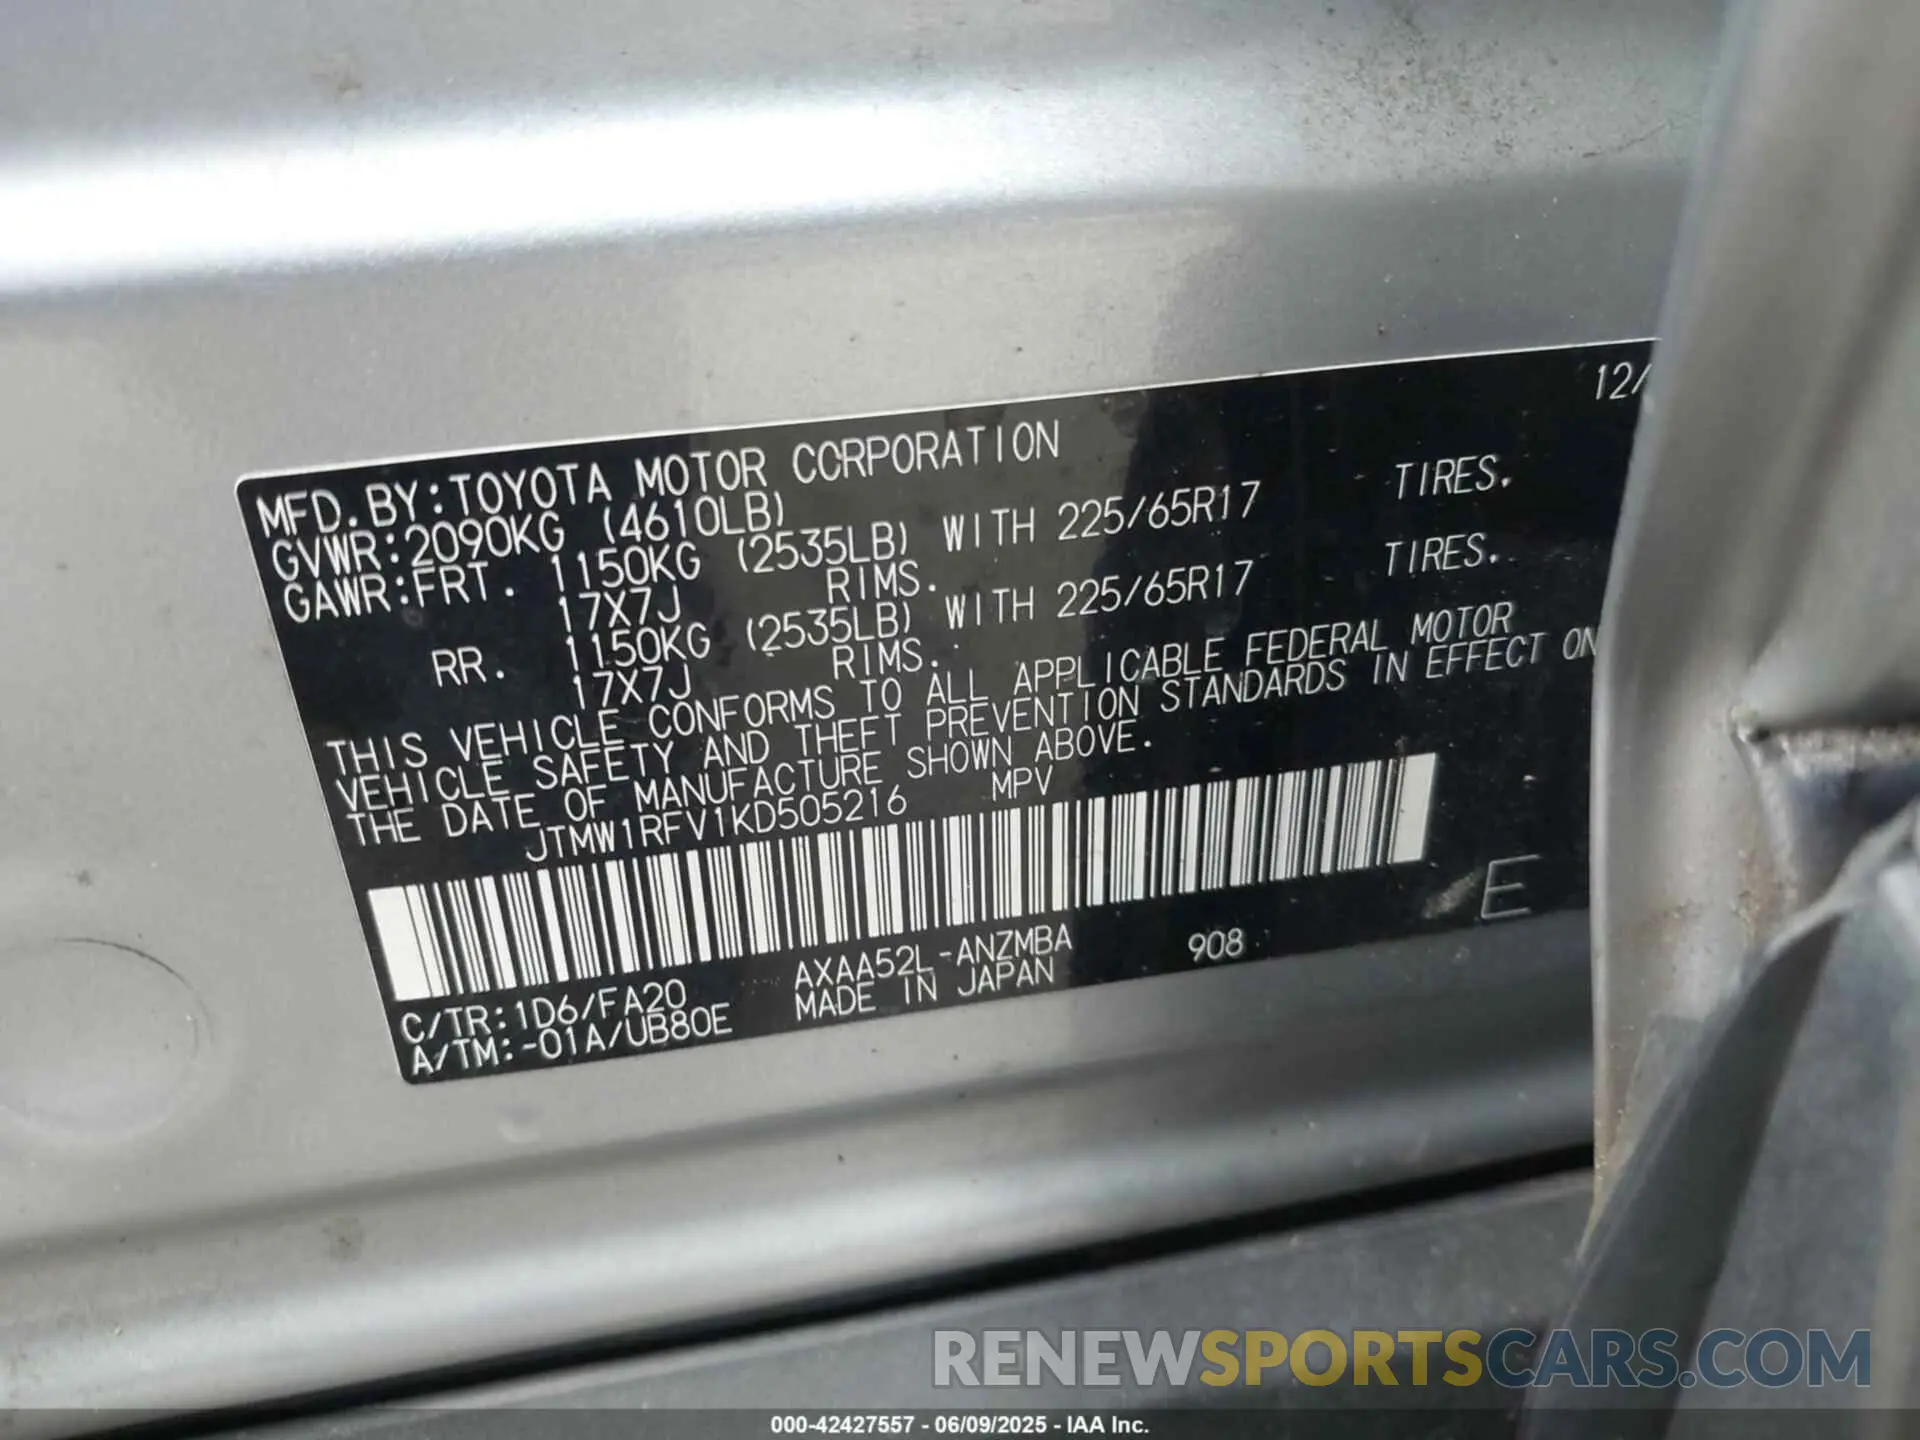 12/
MFD. BY:TOYOTA MOTOR CORPORATION
GVWR:2090KG (4610LB)
GAWR:FRT. 1150KG (2535LB) WITH 225/65R17 TIRES.
17X7J RIMS.
RR. 1150KG (2535LB) WITH 225/65R17 TIRES.
17X7J RIMS.
THIS VEHICLE CONFORMS TO ALL APPLICABLE FEDERAL MOTOR
VEHICLE SAFETY AND THEFT PREVENTION STANDARDS IN EFFECT ON
THE DATE OF MANUFACTURE SHOWN ABOVE.
JTMW1RFV1KD505216 MPV
E
C/TR:1D6/FA20 AXAA52L-ANZMBA 908
A/TM:-01A/UB80E MADE IN JAPAN
RENEWSPORTSCARS.COM
000-42427557 - 06/09/2025 - IAA Inc.